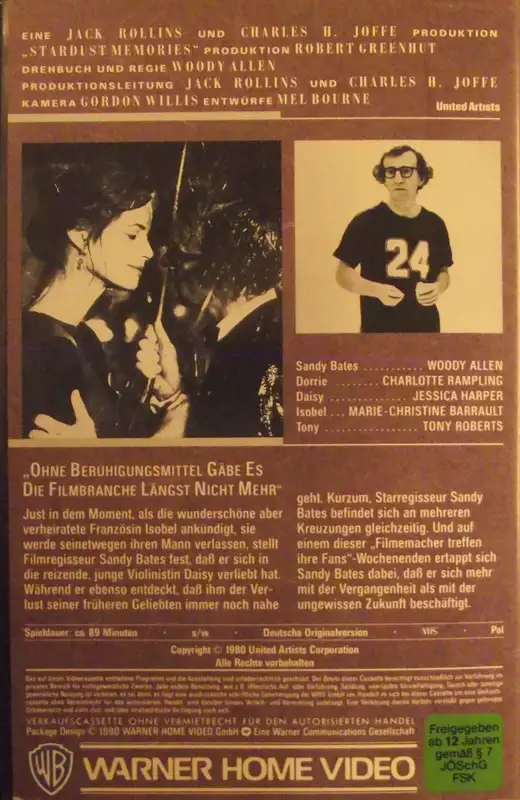 EINE JACK ROLLINS UND CHARLES H. JOFFE PRODUKTION
„STARDUST MEMORIES" PRODUKTION ROBERT GREENHUT
DREHBUCH UND REGIE WOODY ALLEN
PRODUKTIONSLEITUNG JACK ROLLINS UND CHARLES H. JOFFE
KAMERA GORDON WILLIS ENTWÜRFE MEL BOURNE
United Artists
24
Sandy Bates ........... WOODY ALLEN
Dorrie ........ CHARLOTTE RAMPLING
Daisy .............. JESSICA HARPER
Isobel ... MARIE-CHRISTINE BARRAULT
Tony ................. TONY ROBERTS
„OHNE BERUHIGUNGSMITTEL GÄBE ES
DIE FILMBRANCHE LÄNGST NICHT MEHR"
Just in dem Moment, als die wunderschöne aber
verheiratete Französin Isobel ankündigt, sie
werde seinetwegen ihren Mann verlassen, stellt
Filmregisseur Sandy Bates fest, daß er sich in
die reizende, junge Violinistin Daisy verliebt hat.
Während er ebenso entdeckt, daß ihm der Ver-
lust seiner früheren Geliebten immer noch nahe
geht. Kurzum, Starregisseur Sandy
Bates befindet sich an mehreren
Kreuzungen gleichzeitig. Und auf
einem dieser „Filmemacher treffen
ihre Fans"-Wochenenden ertappt sich
Sandy Bates dabei, daß er sich mehr
mit der Vergangenheit als mit der
ungewissen Zukunft beschäftigt.
Spieldauer: ca. 89 Minuten · s/w · Deutsche Originalversion · VHS · Pal
Copyright © 1980 United Artists Corporation
Alle Rechte vorbehalten
VERKAUFSCASSETTE OHNE VERMIETRECHT FÜR DEN AUTORISIERTEN HANDEL
Package Design © 1990 WARNER HOME VIDEO GmbH Eine Warner Communications Gesellschaft
WB WARNER HOME VIDEO
Freigegeben
ab 12 Jahren
gemäß § 7
JÖSchG
FSK